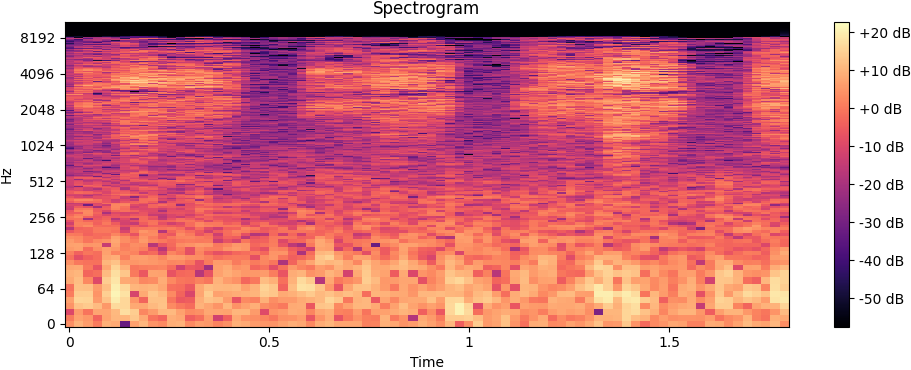 Spectrogram
8192
4096
2048
1024
512
256
128
64
0
Hz
0
0.5
1
1.5
Time
+20 dB
+10 dB
+0 dB
-10 dB
-20 dB
-30 dB
-40 dB
-50 dB